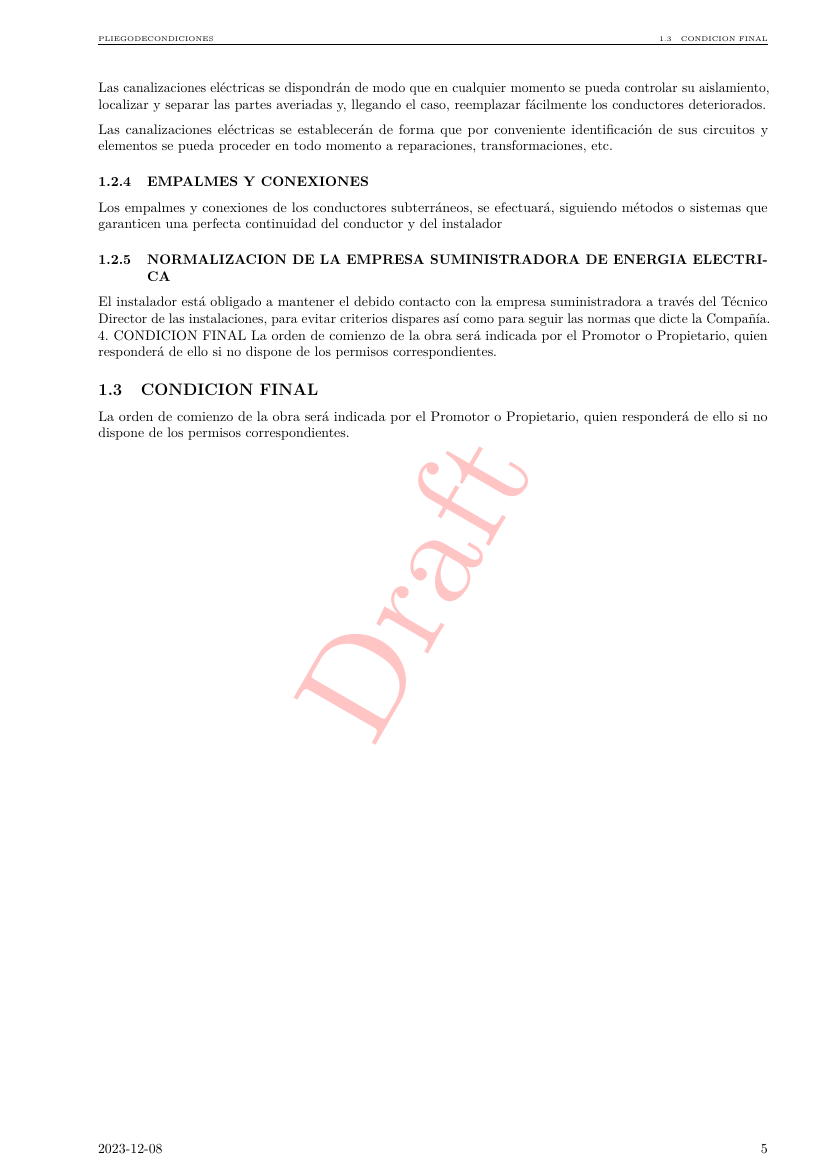 PLIEGODECONDICIONES 1.3 CONDICION FINAL
Las canalizaciones eléctricas se dispondrán de modo que en cualquier momento se pueda controlar su aislamiento,
localizar y separar las partes averiadas y, llegando el caso, reemplazar fácilmente los conductores deteriorados.
Las canalizaciones eléctricas se establecerán de forma que por conveniente identificación de sus circuitos y
elementos se pueda proceder en todo momento a reparaciones, transformaciones, etc.
1.2.4 EMPALMES Y CONEXIONES
Los empalmes y conexiones de los conductores subterráneos, se efectuará, siguiendo métodos o sistemas que
garanticen una perfecta continuidad del conductor y del instalador
1.2.5 NORMALIZACION DE LA EMPRESA SUMINISTRADORA DE ENERGIA ELECTRI-
CA
El instalador está obligado a mantener el debido contacto con la empresa suministradora a través del Técnico
Director de las instalaciones, para evitar criterios dispares así como para seguir las normas que dicte la Compañía.
4. CONDICION FINAL La orden de comienzo de la obra será indicada por el Promotor o Propietario, quien
responderá de ello si no dispone de los permisos correspondientes.
1.3 CONDICION FINAL
La orden de comienzo de la obra será indicada por el Promotor o Propietario, quien responderá de ello si no
dispone de los permisos correspondientes.
Draft
2023-12-08 5